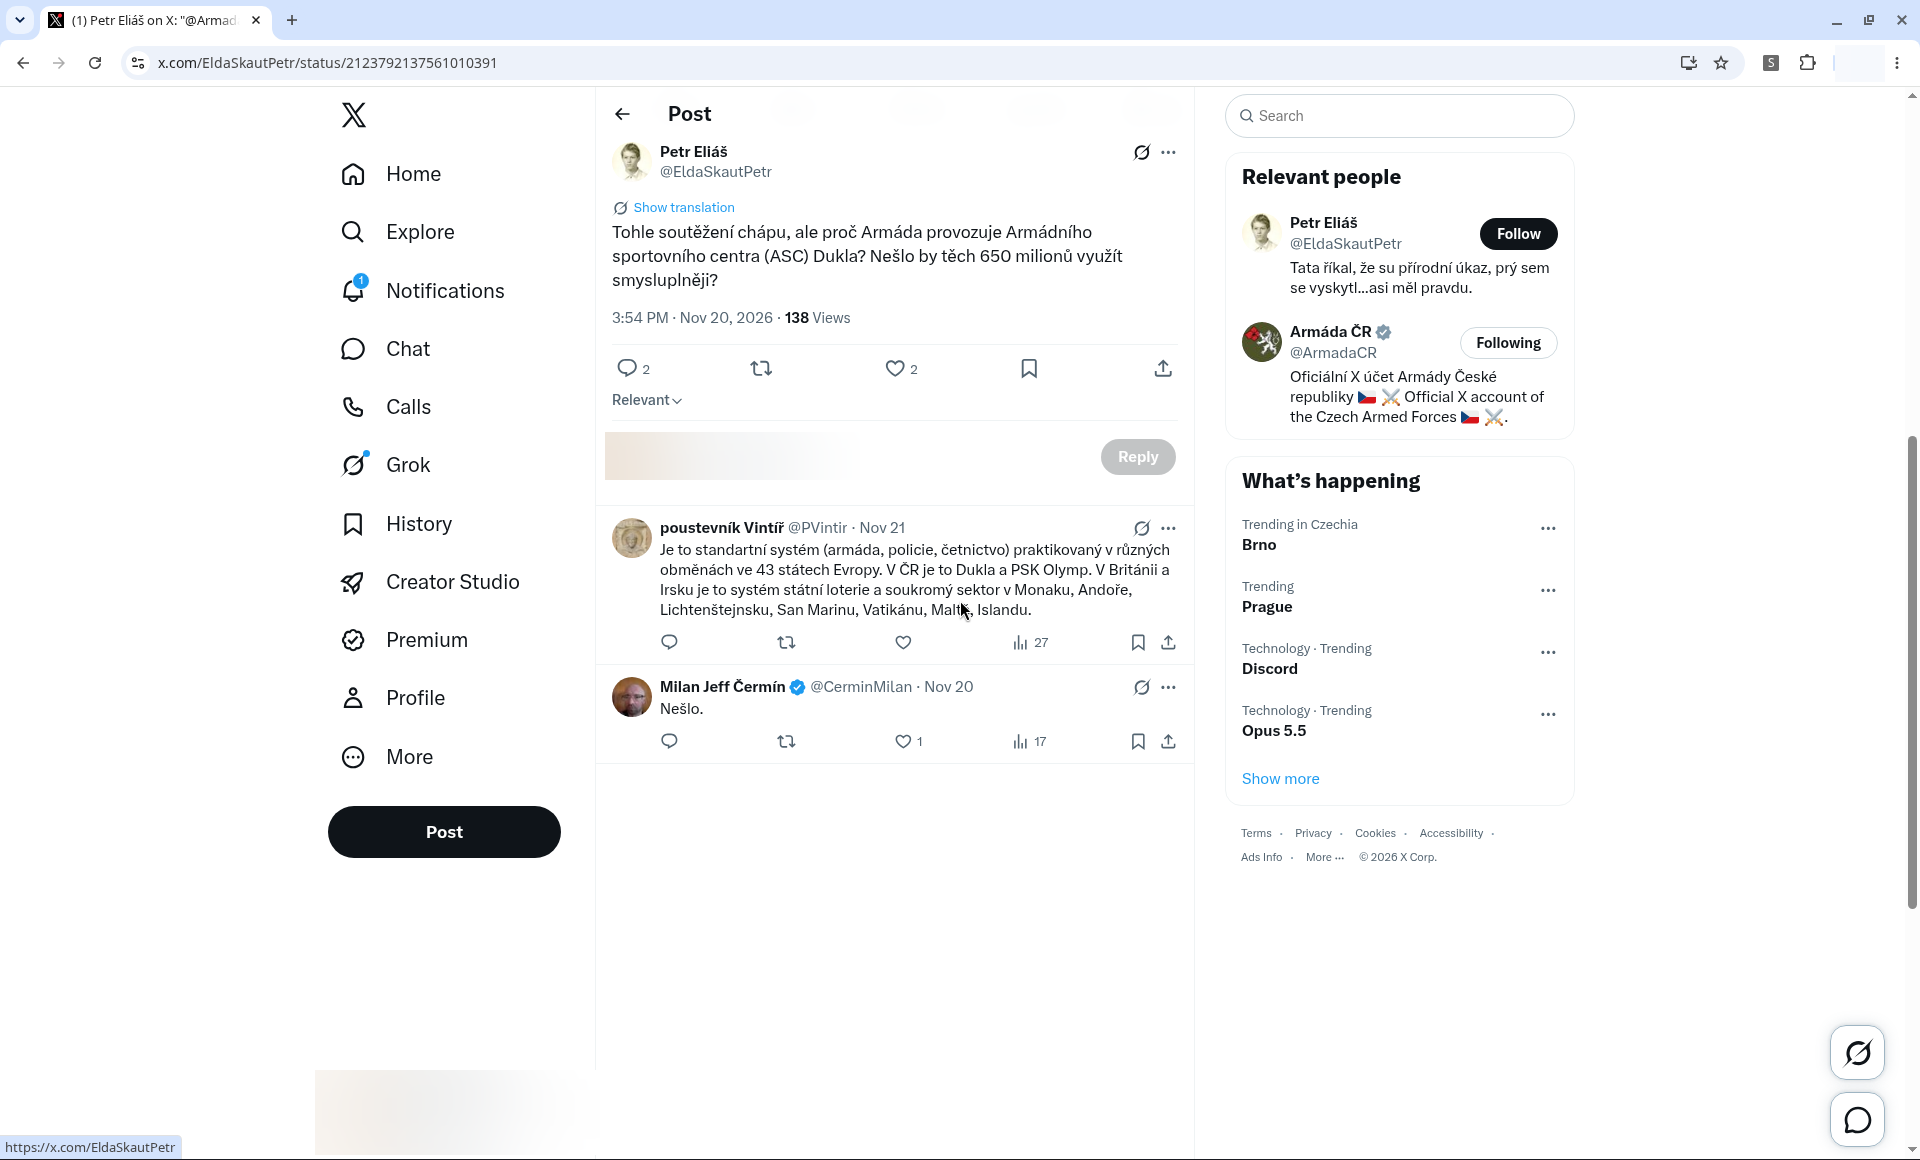 (1) Petr Eliáš on X: "@Armad
x.com/EldaSkautPetr/status/2123792137561010391
S
Home
Explore
1
Notifications
Chat
Calls
Grok
History
Creator Studio
Premium
Profile
More
Post
Post
Petr Eliáš
@EldaSkautPetr
Show translation
Tohle soutěžení chápu, ale proč Armáda provozuje Armádního
sportovního centra (ASC) Dukla? Nešlo by těch 650 milionů využít
smysluplněji?
3:54 PM · Nov 20, 2026 · 138 Views
2
2
Relevant
Reply
poustevník Vintíř @PVintir · Nov 21
Je to standartní systém (armáda, policie, četnictvo) praktikovaný v různých
obměnách ve 43 státech Evropy. V ČR je to Dukla a PSK Olymp. V Británii a
Irsku je to systém státní loterie a soukromý sektor v Monaku, Andoře,
Lichtenštejnsku, San Marinu, Vatikánu, Maltě, Islandu.
27
Milan Jeff Čermín @CerminMilan · Nov 20
Nešlo.
1
17
Search
Relevant people
Petr Eliáš
@EldaSkautPetr
Follow
Tata říkal, že su přírodní úkaz, prý sem
se vyskytl...asi měl pravdu.
Armáda ČR
@ArmadaCR
Following
Oficiální X účet Armády České
republiky 🇨🇿 ⚔️ Official X account of
the Czech Armed Forces 🇨🇿 ⚔️.
What's happening
Trending in Czechia
Brno
Trending
Prague
Technology · Trending
Discord
Technology · Trending
Opus 5.5
Show more
Terms · Privacy · Cookies · Accessibility ·
Ads Info · More ··· © 2026 X Corp.
https://x.com/EldaSkautPetr